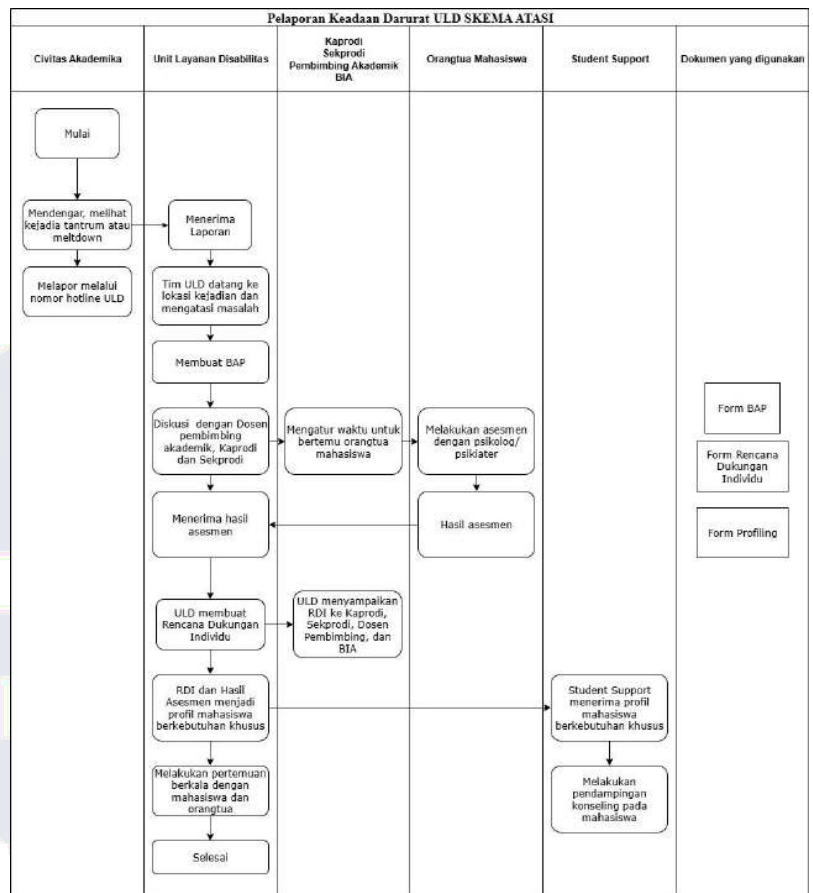 Pelaporan Keadaan Darurat ULD SKEMA ATASI
Civitas Akademika
Unit Layanan Disabilitas
Kaprodi
Sekprodi
Pembimbing Akademik
BIA
Orangtua Mahasiswa
Student Support
Dokumen yang digunakan
Mulai
Mendengar, melihat
kejadia tantrum atau
meltdown
Menerima
Laporan
Melapor melalui
nomor hotline ULD
Tim ULD datang ke
lokasi kejadian dan
mengatasi masalah
Membuat BAP
Diskusi dengan Dosen
pembimbing
akademik, Kaprodi
dan Sekprodi
Mengatur waktu untuk
bertemu orangtua
mahasiswa
Melakukan asesmen
dengan psikolog/
psikiater
Form BAP
Form Rencana
Dukungan
Individu
Menerima hasil
asesmen
Hasil asesmen
Form Profiling
ULD membuat
Rencana Dukungan
Individu
ULD menyampaikan
RDI ke Kaprodi,
Sekprodi, Dosen
Pembimbing, dan
BIA
RDI dan Hasil
Asesmen menjadi
profil mahasiswa
berkebutuhan khusus
Student Support
menerima profil
mahasiswa
berkebutuhan khusus
Melakukan pertemuan
berkala dengan
mahasiswa dan
orangtua
Melakukan
pendampingan
konseling pada
mahasiswa
Selesai